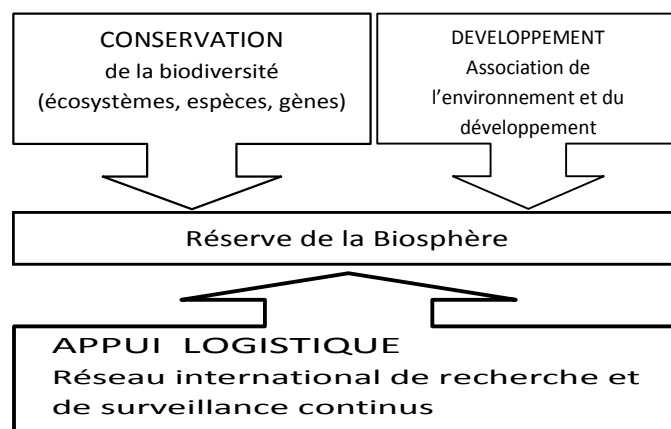 CONSERVATION
de la biodiversité
(écosystèmes, espèces, gènes)
DEVELOPPEMENT
Association de
l’environnement et du
développement
Réserve de la Biosphère
APPUI LOGISTIQUE
Réseau international de recherche et
de surveillance continus